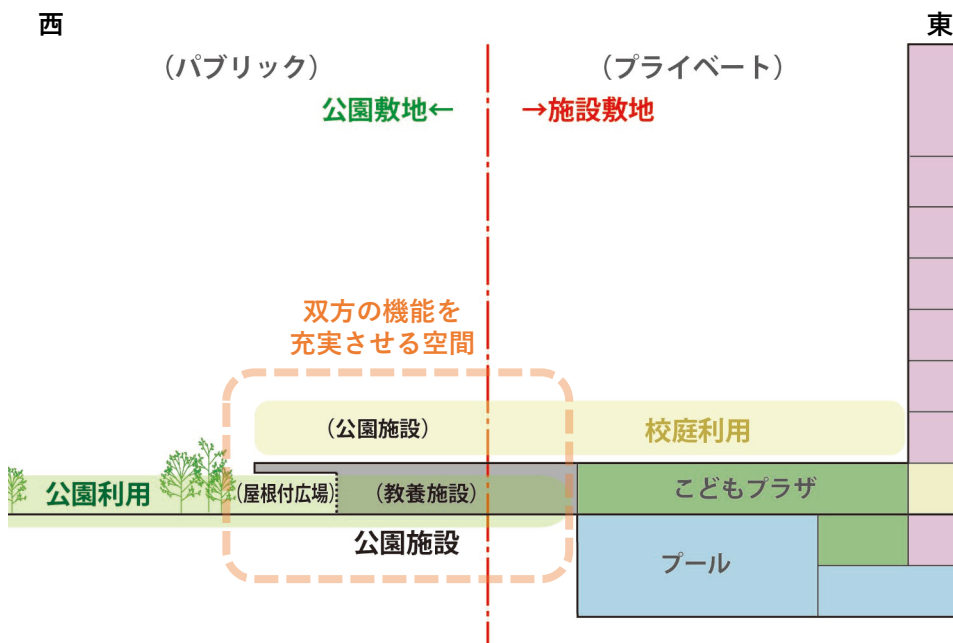 西
東
(パブリック)
(プライベート)
公園敷地←
→施設敷地
双方の機能を
充実させる空間
(公園施設)
校庭利用
公園利用
(屋根付広場)
(教養施設)
こどもプラザ
公園施設
プール